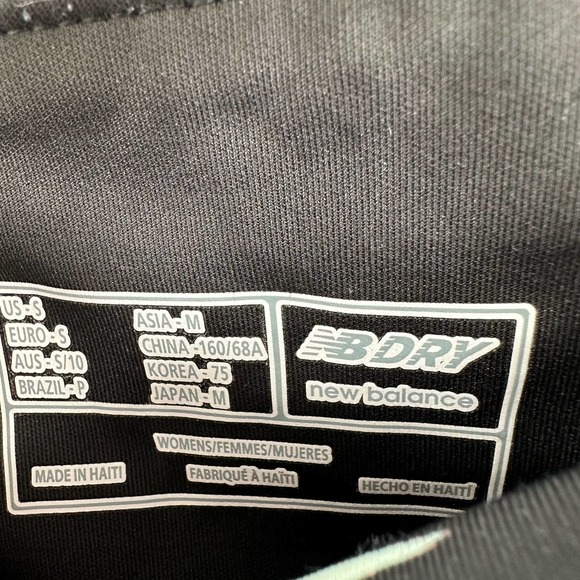 US-S
EURO-S
AUS-S/10
BRAZIL-P
ASIA-M
CHINA-160/68A
KOREA-75
JAPAN-M
NB DRY
new balance
WOMENS/FEMMES/MUJERES
MADE IN HAITI
FABRIQUÉ À HAÏTI
HECHO EN HAITÍ